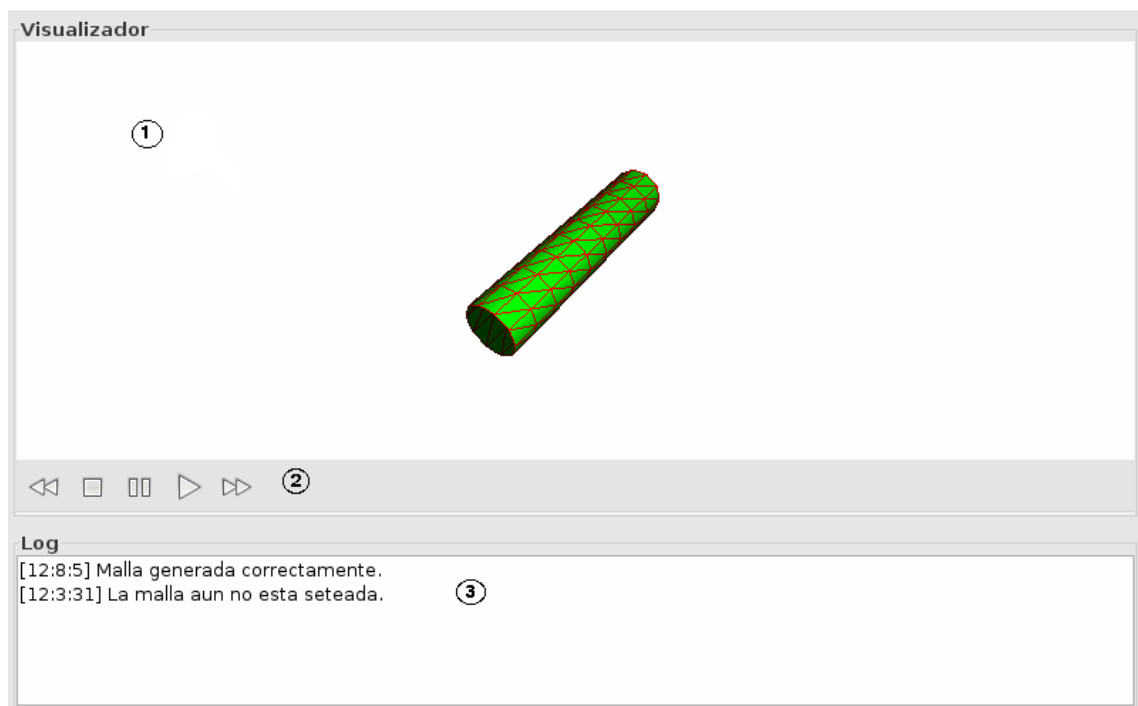 Visualizador
1
2
Log
[12:8:5] Malla generada correctamente.
[12:3:31] La malla aun no esta seteada.
3